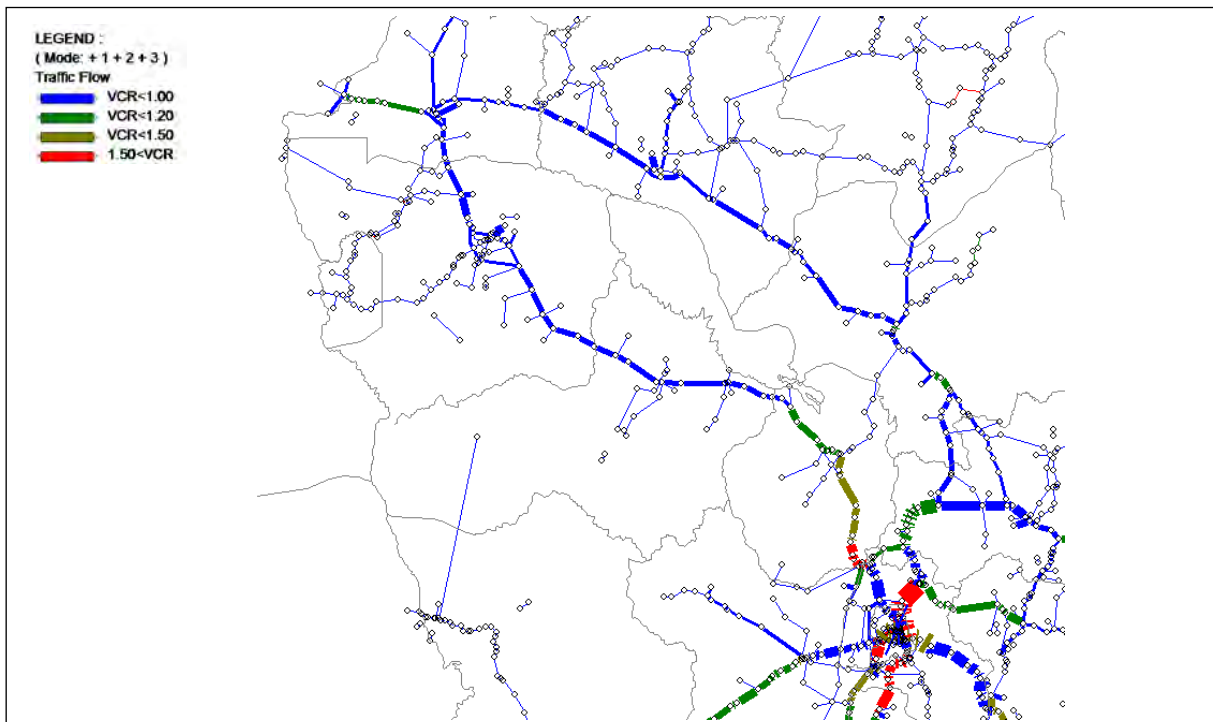 LEGEND :
( Mode: + 1 + 2 + 3 )
Traffic Flow
VCR<1.00
VCR<1.20
VCR<1.50
1.50<VCR